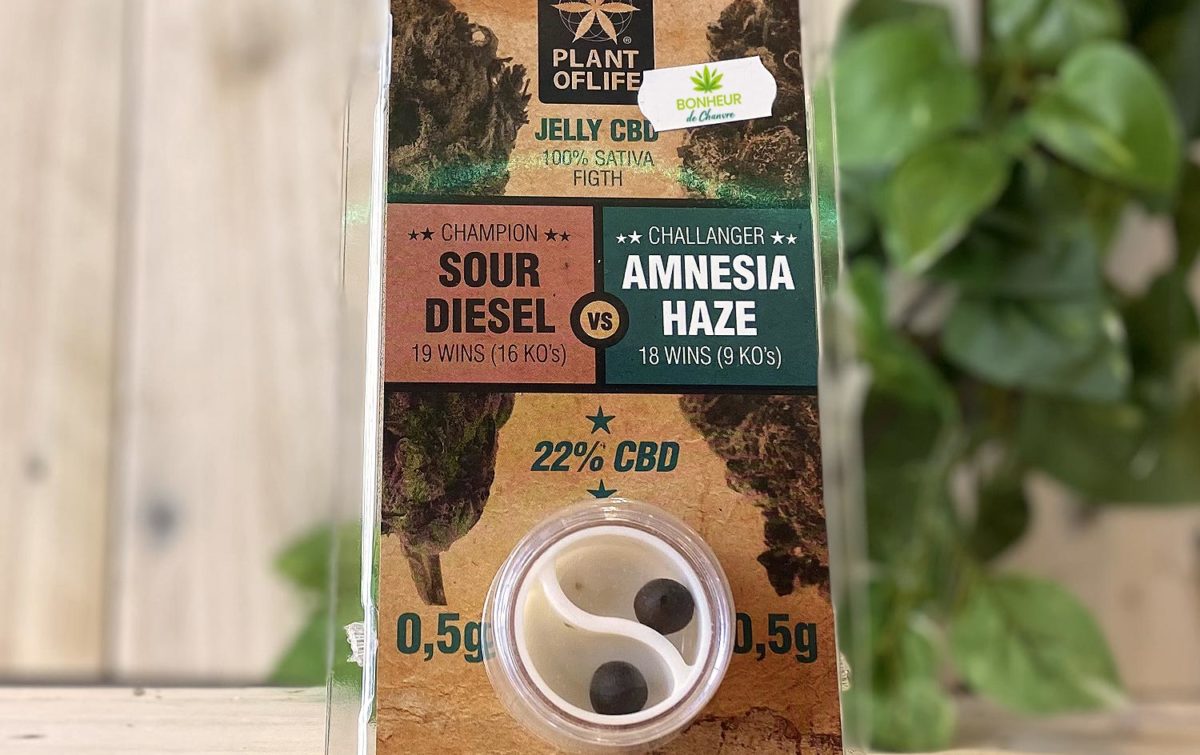 PLANT
OFLIFE
®
BONHEUR
de Chanvre
JELLY CBD
100% SATIVA
FIGTH
★★ CHAMPION ★★
SOUR
DIESEL
19 WINS (16 KO's)
VS
★★ CHALLANGER ★★
AMNESIA
HAZE
18 WINS (9 KO's)
22% CBD
0,5g
0,5g